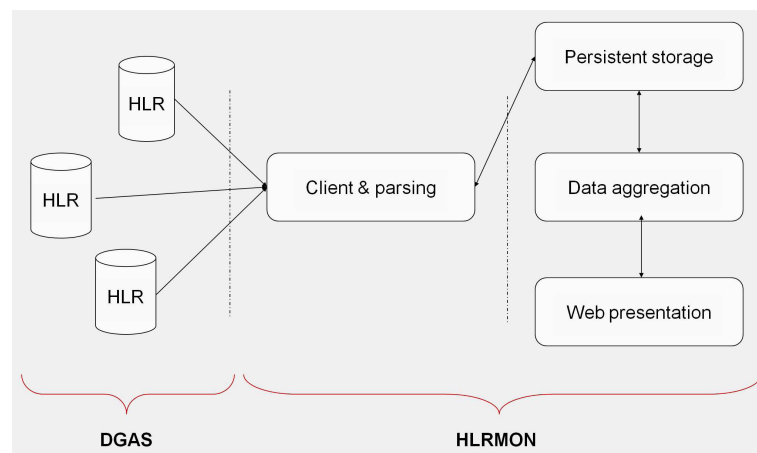 HLR
HLR
HLR
Client & parsing
Persistent storage
Data aggregation
Web presentation
DGAS
HLRMON